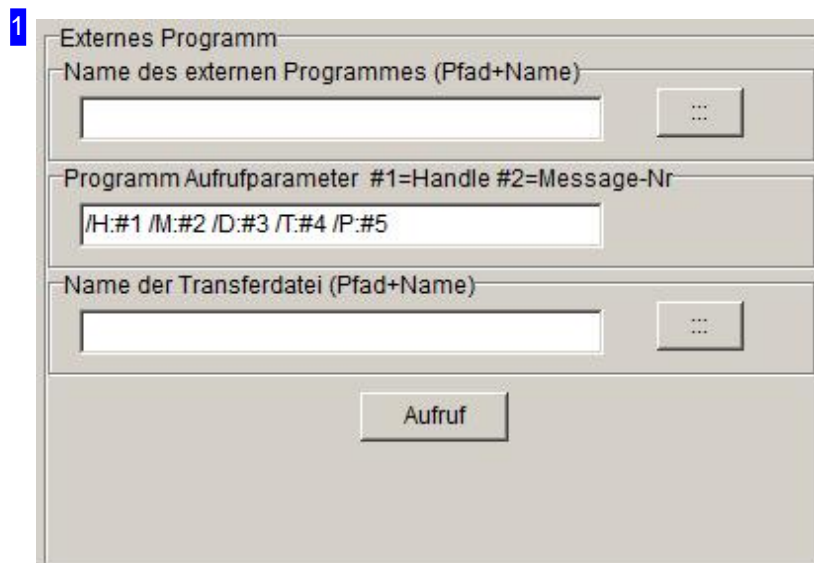 1
Externes Programm
Name des externen Programmes (Pfad+Name)
:::
Programm Aufrufparameter #1=Handle #2=Message-Nr
/H:#1 /M:#2 /D:#3 /T:#4 /P:#5
Name der Transferdatei (Pfad+Name)
:::
Aufruf